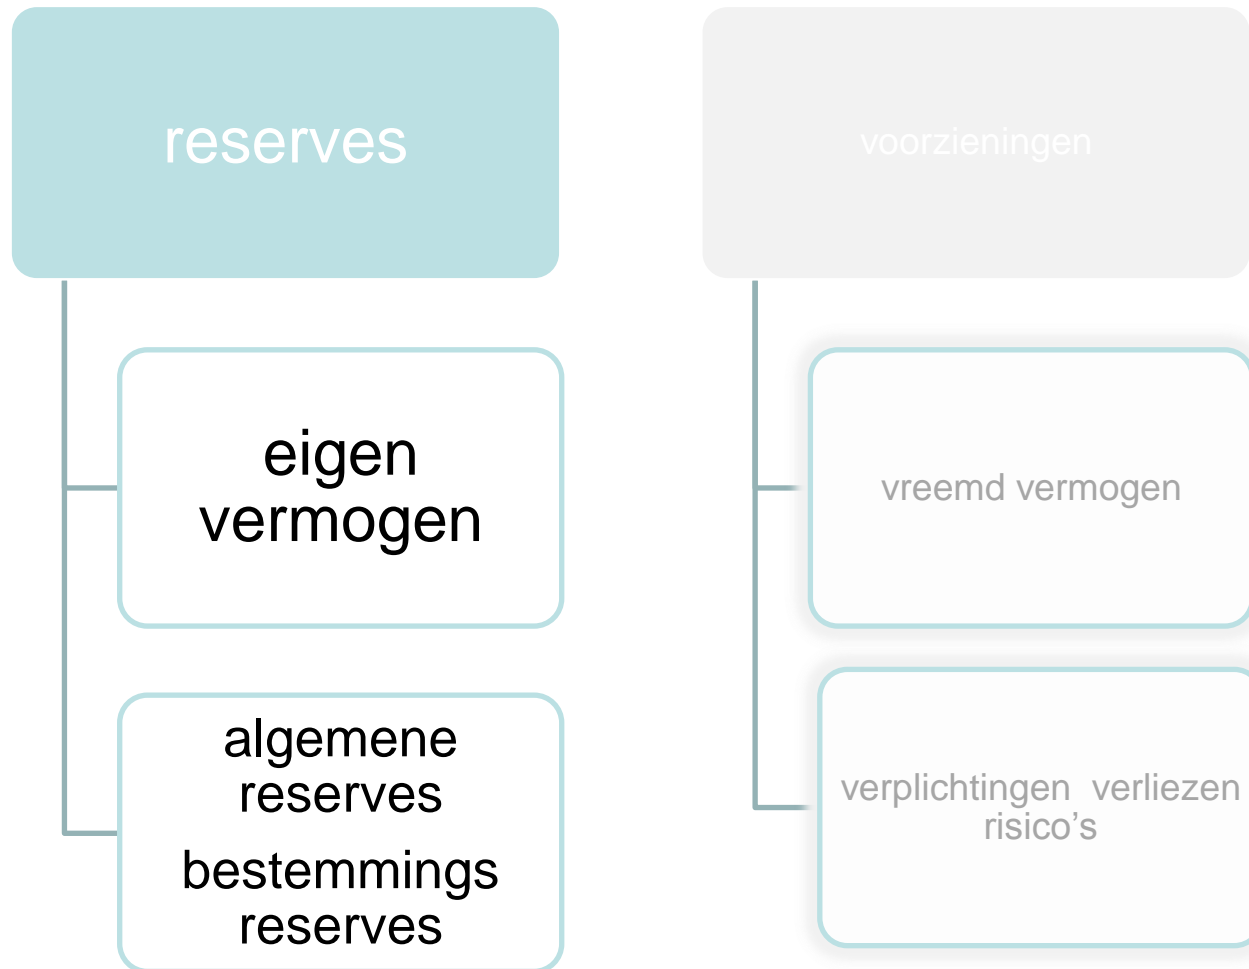 reserves
eigen
vermogen
algemene
reserves
bestemmings
reserves
voorzieningen
vreemd vermogen
verplichtingen verliezen
risico’s